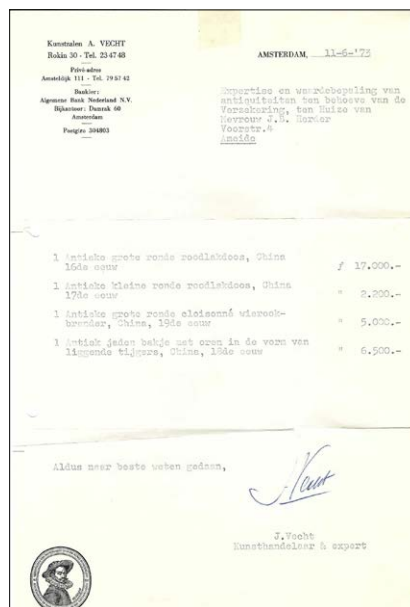 Kunstzalen A. VECHT
Rokin 30 - Tel. 23 47 48
Privé-adres
Amsteldijk 111 - Tel. 79 57 42
Bankier:
Algemene Bank Nederland N.V.
Bijkantoor: Damrak 60
Amsterdam
Postgiro 304803
AMSTERDAM, 11-6-'73
Expertise en waardebepaling van
antiquiteiten ten behoeve van de
Verzekering, ten Huize van
Mevrouw J.B. Harder
Voorstr.4
Ameide
1 Antieke grote ronde roodlakdoos, China
16de eeuw ƒ 17.000.-
1 Antieke kleine ronde roodlakdoos, China
17de eeuw " 2.200.-
1 Antieke grote ronde cloisonné wierook-
brander, China, 19de eeuw " 5.000.-
1 Antiek jaden bakje met oren in de vorm van
liggende tijgers, China, 18de eeuw " 6.500.-
Aldus naar beste weten gedaan,
J.Vecht
Kunsthandelaar & expert